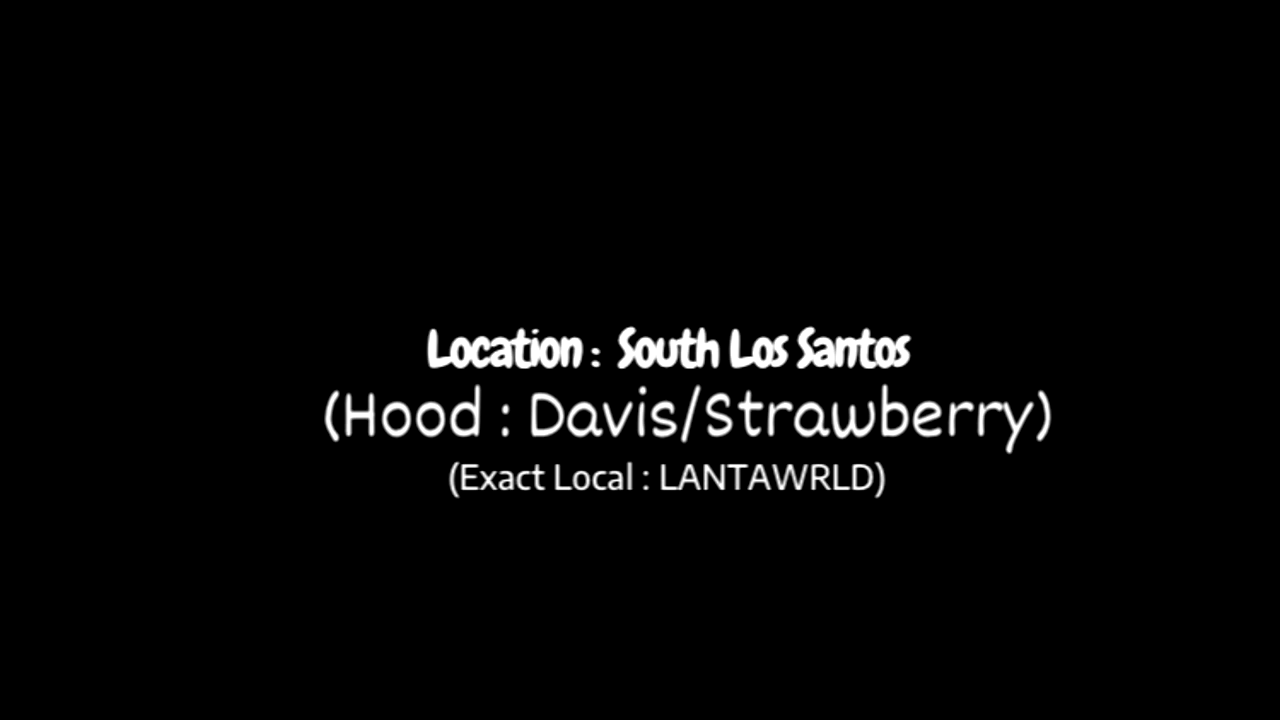 Location : South Los Santos
(Hood : Davis/Strawberry)
(Exact Local : LANTAWRLD)